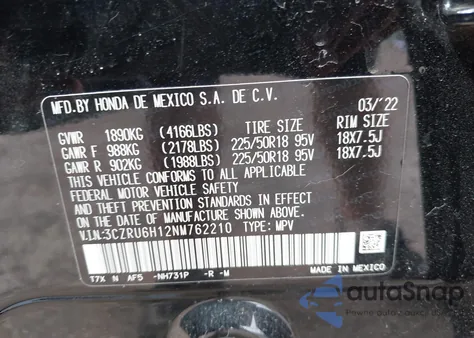 MFD.BY HONDA DE MEXICO S.A. DE C.V.
03/'22
GVWR 1890KG (4166LBS) TIRE SIZE RIM SIZE
GAWR F 988KG (2178LBS) 225/50R18 95V 18X7.5J
GAWR R 902KG (1988LBS) 225/50R18 95V 18X7.5J
THIS VEHICLE CONFORMS TO ALL APPLICABLE
FEDERAL MOTOR VEHICLE SAFETY AND
THEFT PREVENTION STANDARDS IN EFFECT ON THE DATE
OF MANUFACTURE SHOWN ABOVE.
V.I.N.:3CZRU6H12NM762210 TYPE: MPV
T7X N AF5 -NH731P -R -M MADE IN MEXICO
autoSnap